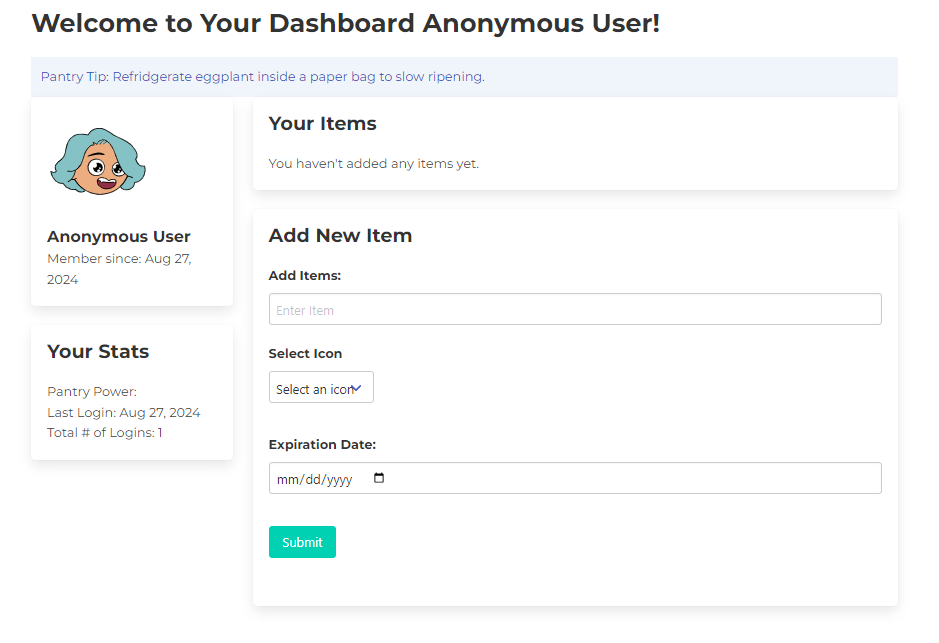 Welcome to Your Dashboard Anonymous User!
Pantry Tip: Refridgerate eggplant inside a paper bag to slow ripening.
Anonymous User
Member since: Aug 27,
2024
Your Stats
Pantry Power:
Last Login: Aug 27, 2024
Total # of Logins: 1
Your Items
You haven't added any items yet.
Add New Item
Add Items:
Enter Item
Select Icon
Select an icon
Expiration Date:
mm/dd/yyyy
Submit